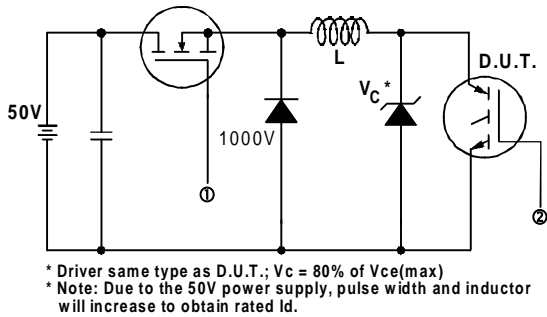 L
D.U.T.
V_C *
50V
1000V
①
②
* Driver same type as D.U.T.; Vc = 80% of Vce(max)
* Note: Due to the 50V power supply, pulse width and inductor
will increase to obtain rated Id.